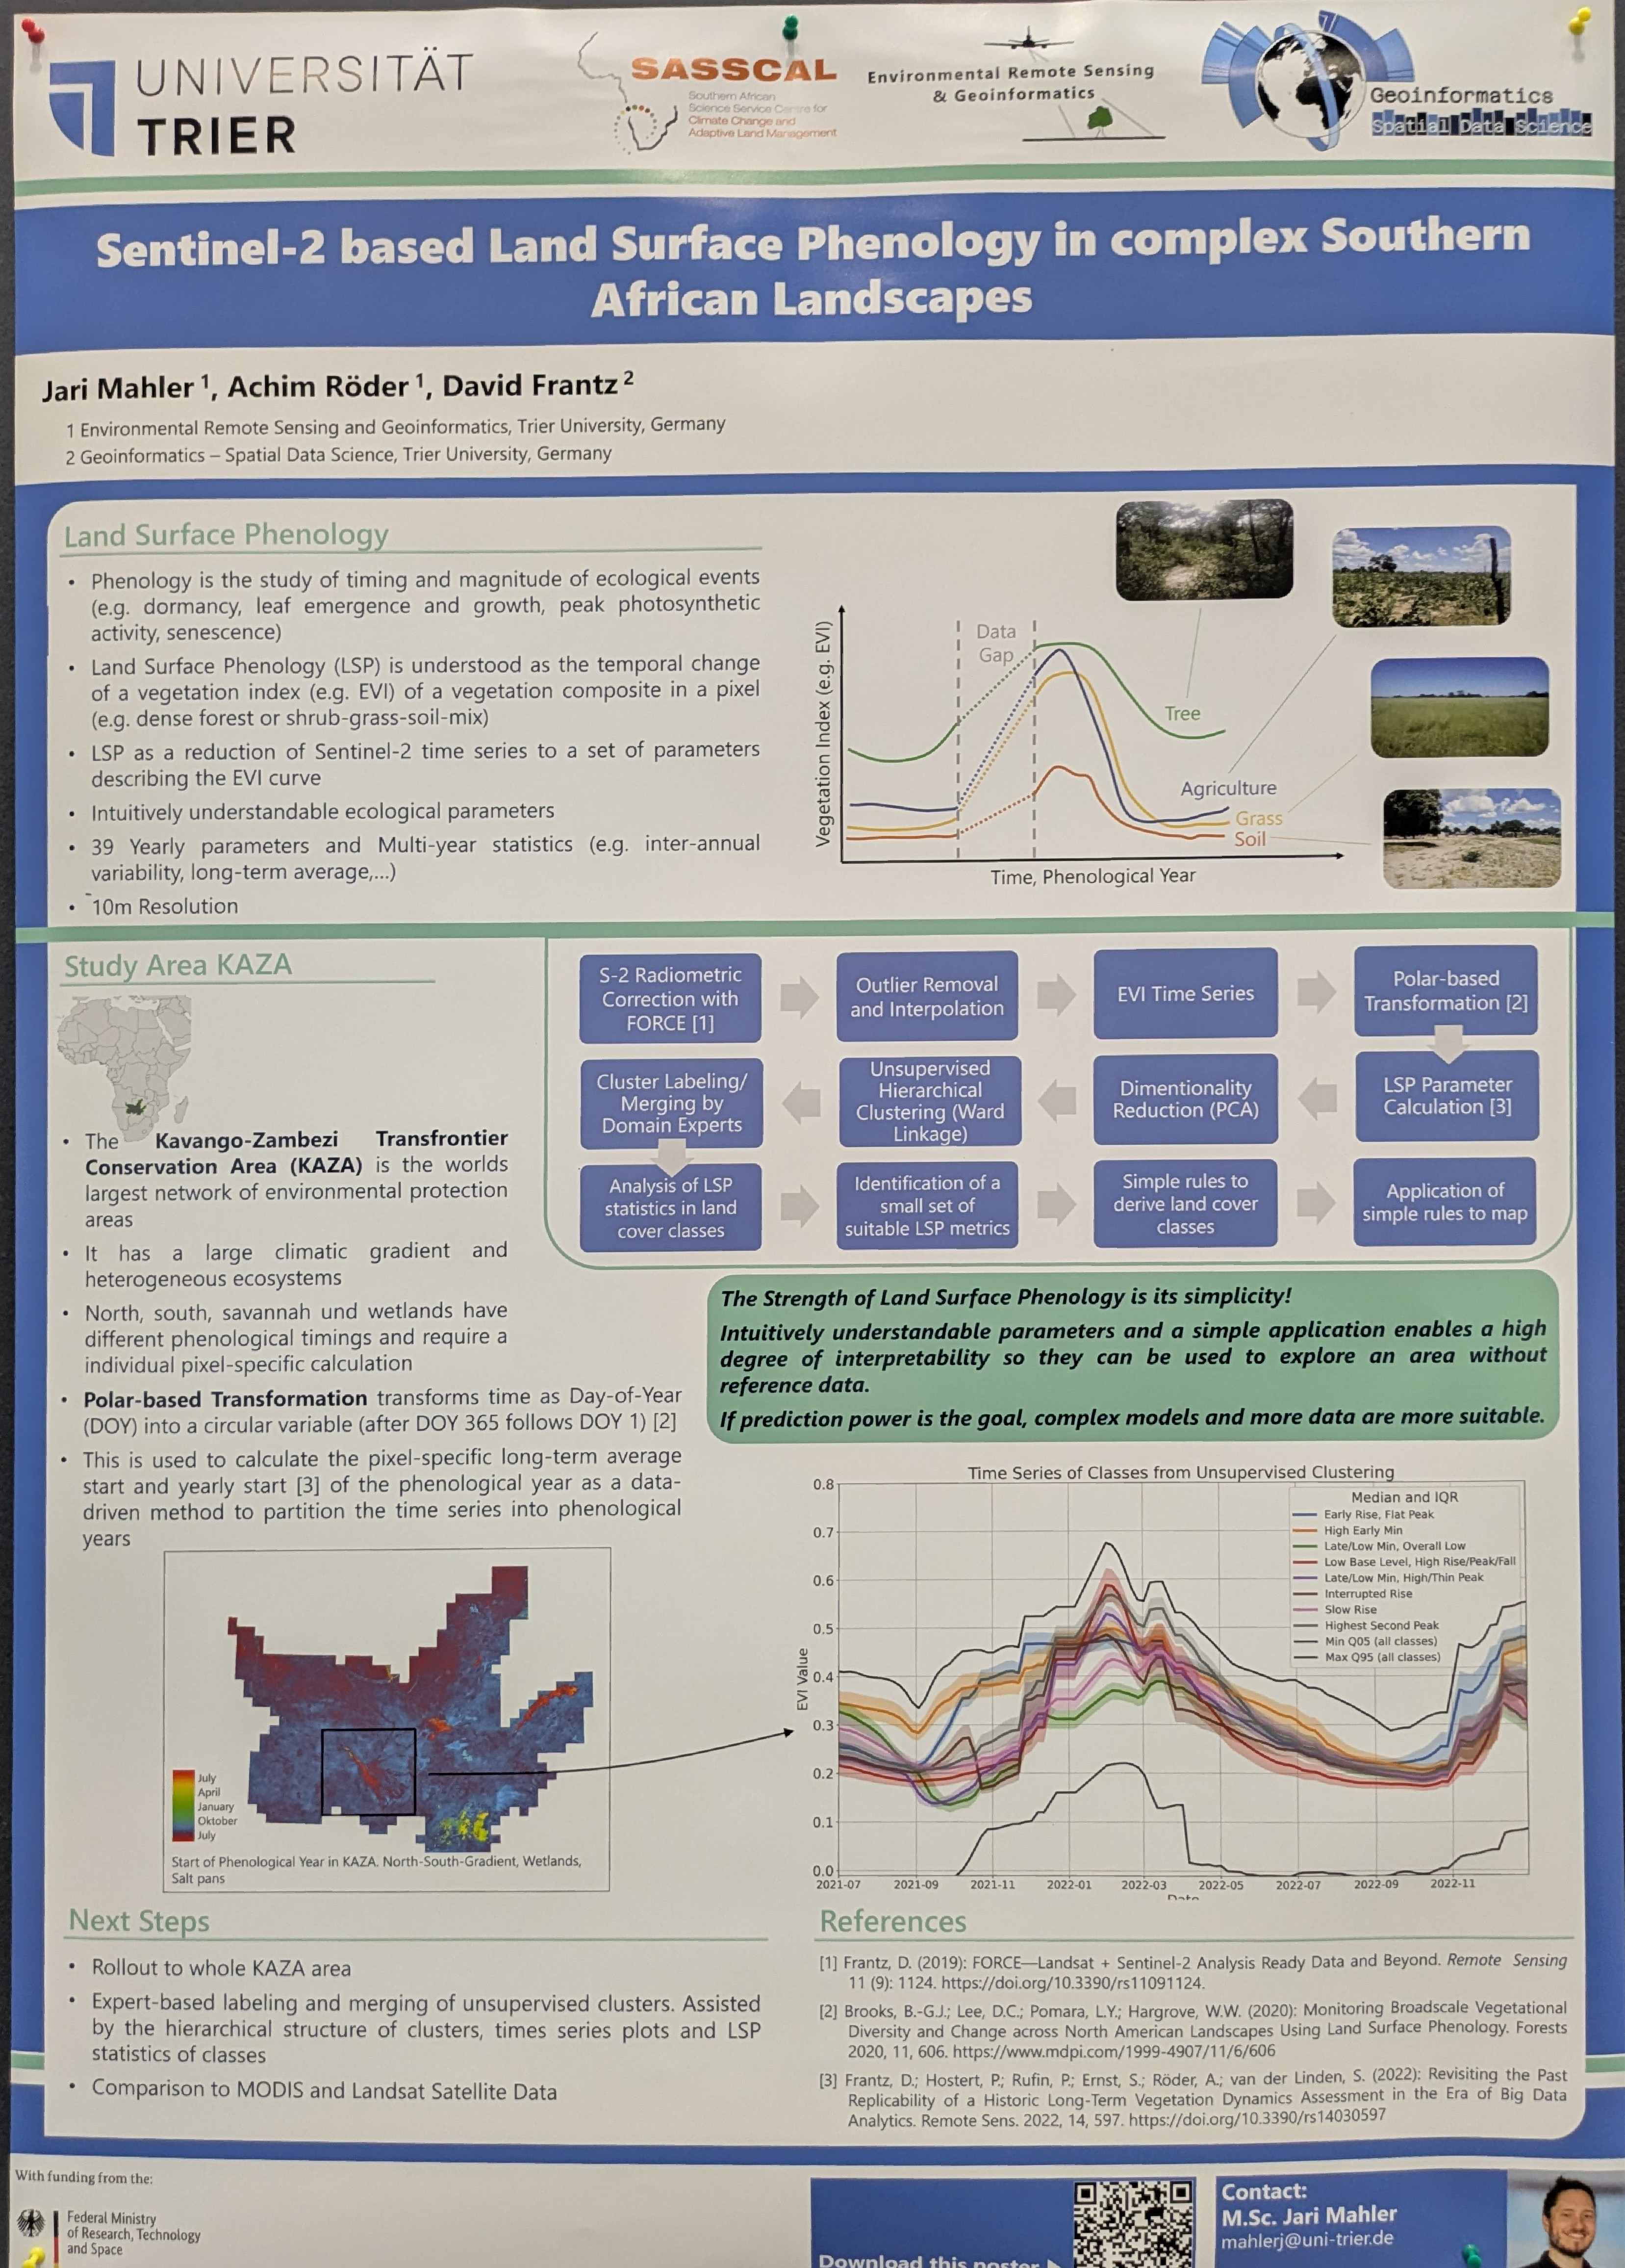 UNIVERSITÄT
TRIER
SASSCAL
Southern African
Science Service Centre for
Climate Change and
Adaptive Land Management
Environmental Remote Sensing
& Geoinformatics
Geoinformatics
Spatial Data Science
Sentinel-2 based Land Surface Phenology in complex Southern
African Landscapes
Jari Mahler 1, Achim Röder 1, David Frantz 2
1 Environmental Remote Sensing and Geoinformatics, Trier University, Germany
2 Geoinformatics – Spatial Data Science, Trier University, Germany
Land Surface Phenology
• Phenology is the study of timing and magnitude of ecological events
(e.g. dormancy, leaf emergence and growth, peak photosynthetic
activity, senescence)
• Land Surface Phenology (LSP) is understood as the temporal change
of a vegetation index (e.g. EVI) of a vegetation composite in a pixel
(e.g. dense forest or shrub-grass-soil-mix)
• LSP as a reduction of Sentinel-2 time series to a set of parameters
describing the EVI curve
• Intuitively understandable ecological parameters
• 39 Yearly parameters and Multi-year statistics (e.g. inter-annual
variability, long-term average,...)
• 10m Resolution
Vegetation Index (e.g. EVI)
Data
Gap
Tree
Agriculture
Grass
Soil
Time, Phenological Year
Study Area KAZA
• The Kavango-Zambezi Transfrontier
Conservation Area (KAZA) is the worlds
largest network of environmental protection
areas
• It has a large climatic gradient and
heterogeneous ecosystems
• North, south, savannah und wetlands have
different phenological timings and require a
individual pixel-specific calculation
• Polar-based Transformation transforms time as Day-of-Year
(DOY) into a circular variable (after DOY 365 follows DOY 1) [2]
• This is used to calculate the pixel-specific long-term average
start and yearly start [3] of the phenological year as a data-
driven method to partition the time series into phenological
years
S-2 Radiometric
Correction with
FORCE [1]
Outlier Removal
and Interpolation
EVI Time Series
Polar-based
Transformation [2]
LSP Parameter
Calculation [3]
Dimentionality
Reduction (PCA)
Unsupervised
Hierarchical
Clustering (Ward
Linkage)
Cluster Labeling/
Merging by
Domain Experts
Analysis of LSP
statistics in land
cover classes
Identification of a
small set of
suitable LSP metrics
Simple rules to
derive land cover
classes
Application of
simple rules to map
The Strength of Land Surface Phenology is its simplicity!
Intuitively understandable parameters and a simple application enables a high
degree of interpretability so they can be used to explore an area without
reference data.
If prediction power is the goal, complex models and more data are more suitable.
July
April
January
Oktober
July
Start of Phenological Year in KAZA. North-South-Gradient, Wetlands,
Salt pans
Time Series of Classes from Unsupervised Clustering
EVI Value
0.8
0.7
0.6
0.5
0.4
0.3
0.2
0.1
0.0
Median and IQR
Early Rise, Flat Peak
High Early Min
Late/Low Min, Overall Low
Low Base Level, High Rise/Peak/Fall
Late/Low Min, High/Thin Peak
Interrupted Rise
Slow Rise
Highest Second Peak
Min Q05 (all classes)
Max Q95 (all classes)
2021-07 2021-09 2021-11 2022-01 2022-03 2022-05 2022-07 2022-09 2022-11
Date
Next Steps
• Rollout to whole KAZA area
• Expert-based labeling and merging of unsupervised clusters. Assisted
by the hierarchical structure of clusters, times series plots and LSP
statistics of classes
• Comparison to MODIS and Landsat Satellite Data
References
[1] Frantz, D. (2019): FORCE—Landsat + Sentinel-2 Analysis Ready Data and Beyond. Remote Sensing
11 (9): 1124. https://doi.org/10.3390/rs11091124.
[2] Brooks, B.-G.J.; Lee, D.C.; Pomara, L.Y.; Hargrove, W.W. (2020): Monitoring Broadscale Vegetational
Diversity and Change across North American Landscapes Using Land Surface Phenology. Forests
2020, 11, 606. https://www.mdpi.com/1999-4907/11/6/606
[3] Frantz, D.; Hostert, P.; Rufin, P.; Ernst, S.; Röder, A.; van der Linden, S. (2022): Revisiting the Past
Replicability of a Historic Long-Term Vegetation Dynamics Assessment in the Era of Big Data
Analytics. Remote Sens. 2022, 14, 597. https://doi.org/10.3390/rs14030597
With funding from the:
Federal Ministry
of Research, Technology
and Space
Download this poster
Contact:
M.Sc. Jari Mahler
mahlerj@uni-trier.de